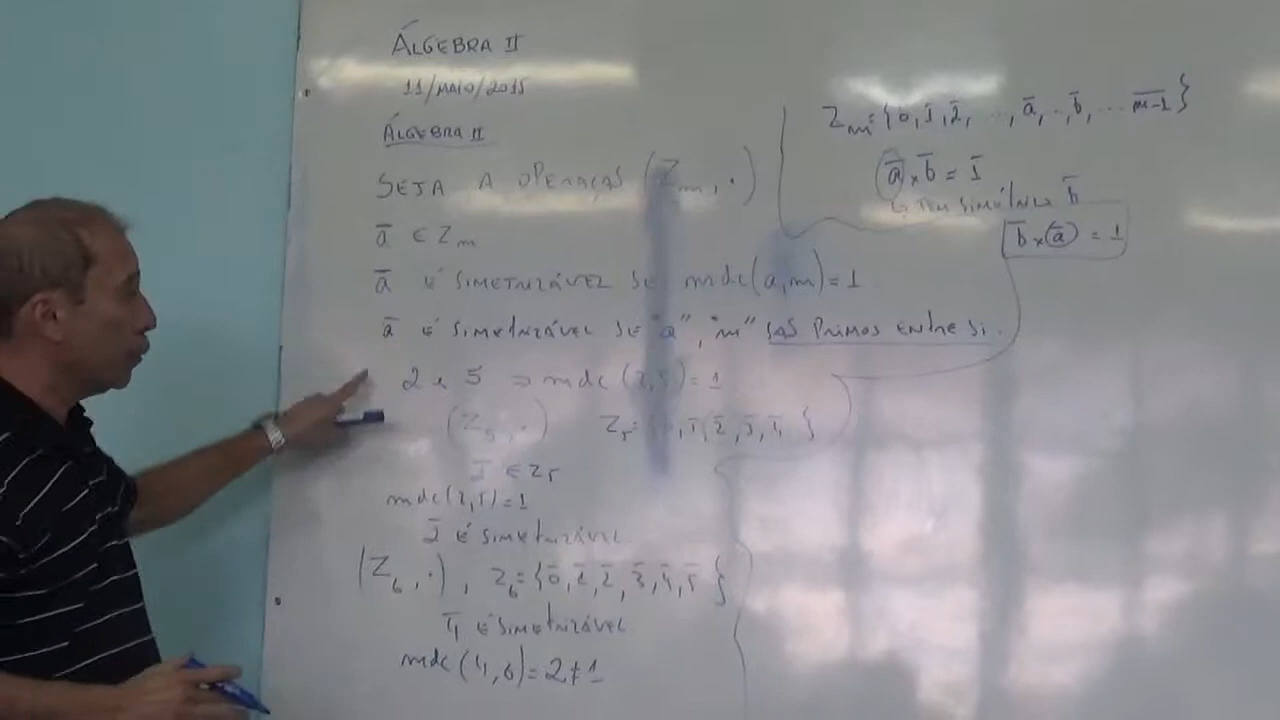 ÁLGEBRA II
11/MAIO/2015
ÁLGEBRA II
SEJA A OPERAÇÃO (Zm, ·)
ā ∈ Zm
ā É SIMETRIZÁVEL SE mdc(a,m)=1
ā É SIMETRIZÁVEL SE "a", "m" SÃO PRIMOS ENTRE SI.
2 e 5 ⇒ mdc (2,5)=1
(Z5, ·) Z5={0̄,1̄,2̄,3̄,4̄}
2̄ ∈ Z5
mdc(2,5)=1
2̄ É SIMETRIZÁVEL
(Z6, ·), Z6={0̄,1̄,2̄,3̄,4̄,5̄}
4̄ É SIMETRIZÁVEL
mdc(4,6)=2≠1
Zm={0̄,1̄,2̄,...,ā,..,b̄,... m-1}
ā×b̄=1̄
↳ TEM SIMÉTRICO b̄
b̄×(ā)=1